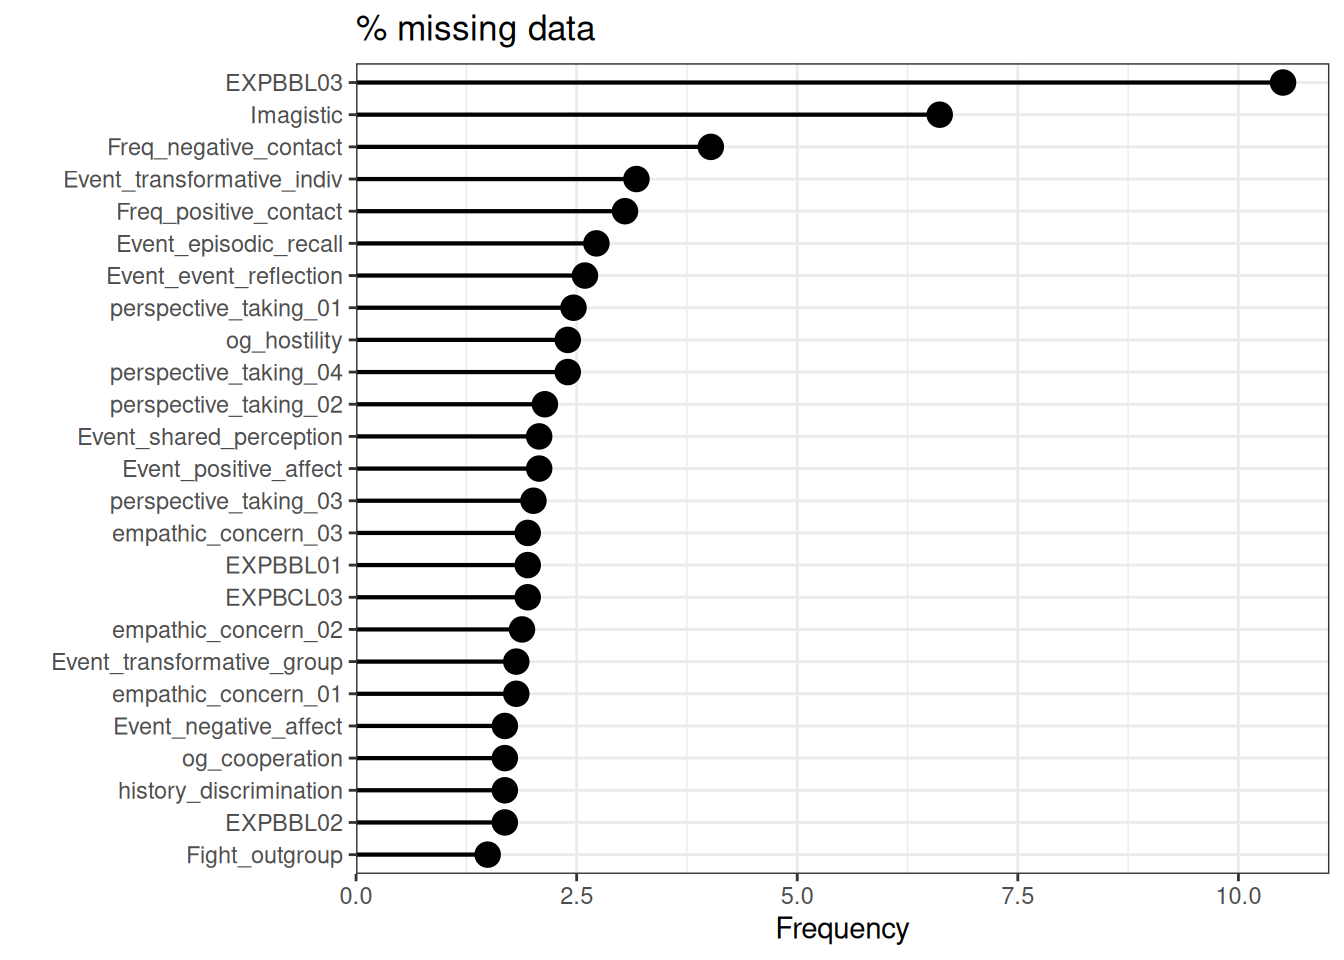 % missing data
EXPBBL03
Imagistic
Freq_negative_contact
Event_transformative_indiv
Freq_positive_contact
Event_episodic_recall
Event_event_reflection
perspective_taking_01
og_hostility
perspective_taking_04
perspective_taking_02
Event_shared_perception
Event_positive_affect
perspective_taking_03
empathic_concern_03
EXPBBL01
EXPBCL03
empathic_concern_02
Event_transformative_group
empathic_concern_01
Event_negative_affect
og_cooperation
history_discrimination
EXPBBL02
Fight_outgroup
0.0 2.5 5.0 7.5 10.0
Frequency